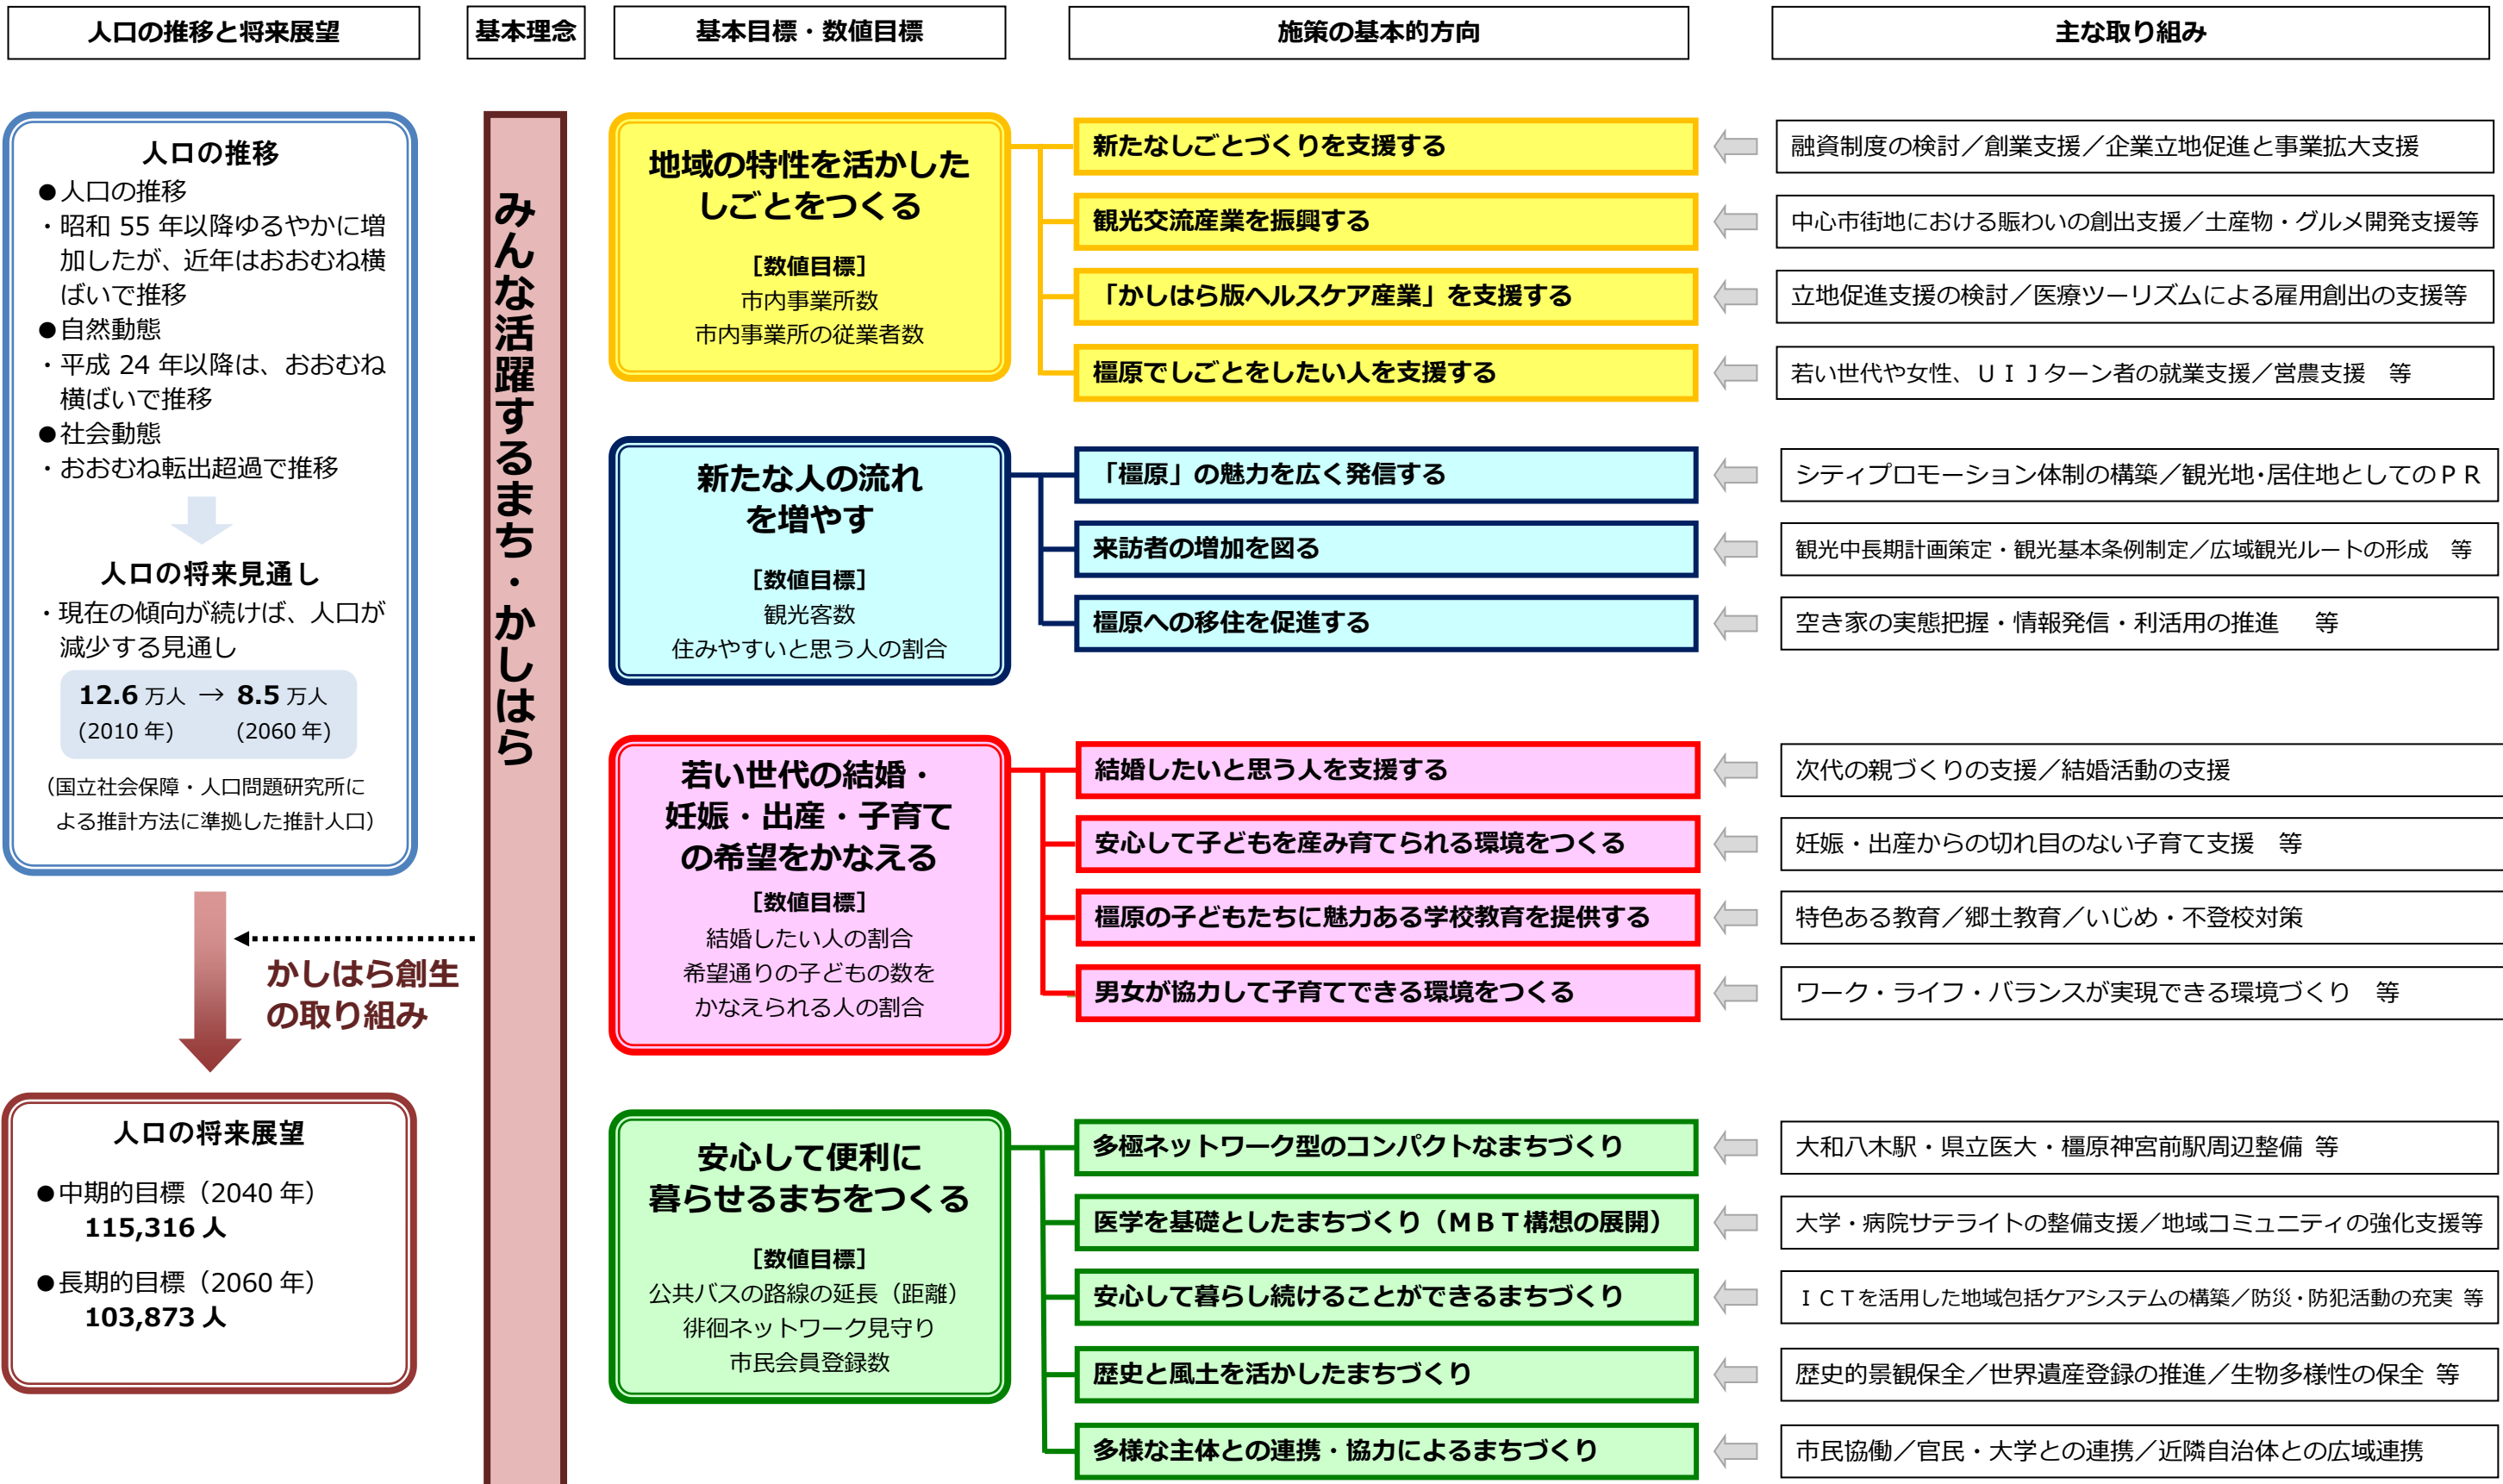 人口の推移と将来展望
基本理念
基本目標・数値目標
施策の基本的方向
主な取り組み
人口の推移
●人口の推移
・昭和 55 年以降ゆるやかに増
加したが、近年はおおむね横
ばいで推移
●自然動態
・平成 24 年以降は、おおむね
横ばいで推移
●社会動態
・おおむね転出超過で推移
人口の将来見通し
・現在の傾向が続けば、人口が
減少する見通し
12.6 万人 → 8.5 万人
(2010 年) (2060 年)
（国立社会保障・人口問題研究所に
よる推計方法に準拠した推計人口）
かしはら創生
の取り組み
人口の将来展望
●中期的目標（2040 年）
115,316 人
●長期的目標（2060 年）
103,873 人
みんな活躍するまち・かしはら
地域の特性を活かした
しごとをつくる
［数値目標］
市内事業所数
市内事業所の従業者数
新たなしごとづくりを支援する
融資制度の検討／創業支援／企業立地促進と事業拡大支援
観光交流産業を振興する
中心市街地における賑わいの創出支援／土産物・グルメ開発支援等
「かしはら版ヘルスケア産業」を支援する
立地促進支援の検討／医療ツーリズムによる雇用創出の支援等
橿原でしごとをしたい人を支援する
若い世代や女性、ＵＩＪターン者の就業支援／営農支援　等
新たな人の流れ
を増やす
［数値目標］
観光客数
住みやすいと思う人の割合
「橿原」の魅力を広く発信する
シティプロモーション体制の構築／観光地・居住地としてのＰＲ
来訪者の増加を図る
観光中長期計画策定・観光基本条例制定／広域観光ルートの形成　等
橿原への移住を促進する
空き家の実態把握・情報発信・利活用の推進　等
若い世代の結婚・
妊娠・出産・子育て
の希望をかなえる
［数値目標］
結婚したい人の割合
希望通りの子どもの数を
かなえられる人の割合
結婚したいと思う人を支援する
次代の親づくりの支援／結婚活動の支援
安心して子どもを産み育てられる環境をつくる
妊娠・出産からの切れ目のない子育て支援　等
橿原の子どもたちに魅力ある学校教育を提供する
特色ある教育／郷土教育／いじめ・不登校対策
男女が協力して子育てできる環境をつくる
ワーク・ライフ・バランスが実現できる環境づくり　等
安心して便利に
暮らせるまちをつくる
［数値目標］
公共バスの路線の延長（距離）
徘徊ネットワーク見守り
市民会員登録数
多極ネットワーク型のコンパクトなまちづくり
大和八木駅・県立医大・橿原神宮前駅周辺整備 等
医学を基礎としたまちづくり（ＭＢＴ構想の展開）
大学・病院サテライトの整備支援／地域コミュニティの強化支援等
安心して暮らし続けることができるまちづくり
ＩＣＴを活用した地域包括ケアシステムの構築／防災・防犯活動の充実 等
歴史と風土を活かしたまちづくり
歴史的景観保全／世界遺産登録の推進／生物多様性の保全 等
多様な主体との連携・協力によるまちづくり
市民協働／官民・大学との連携／近隣自治体との広域連携